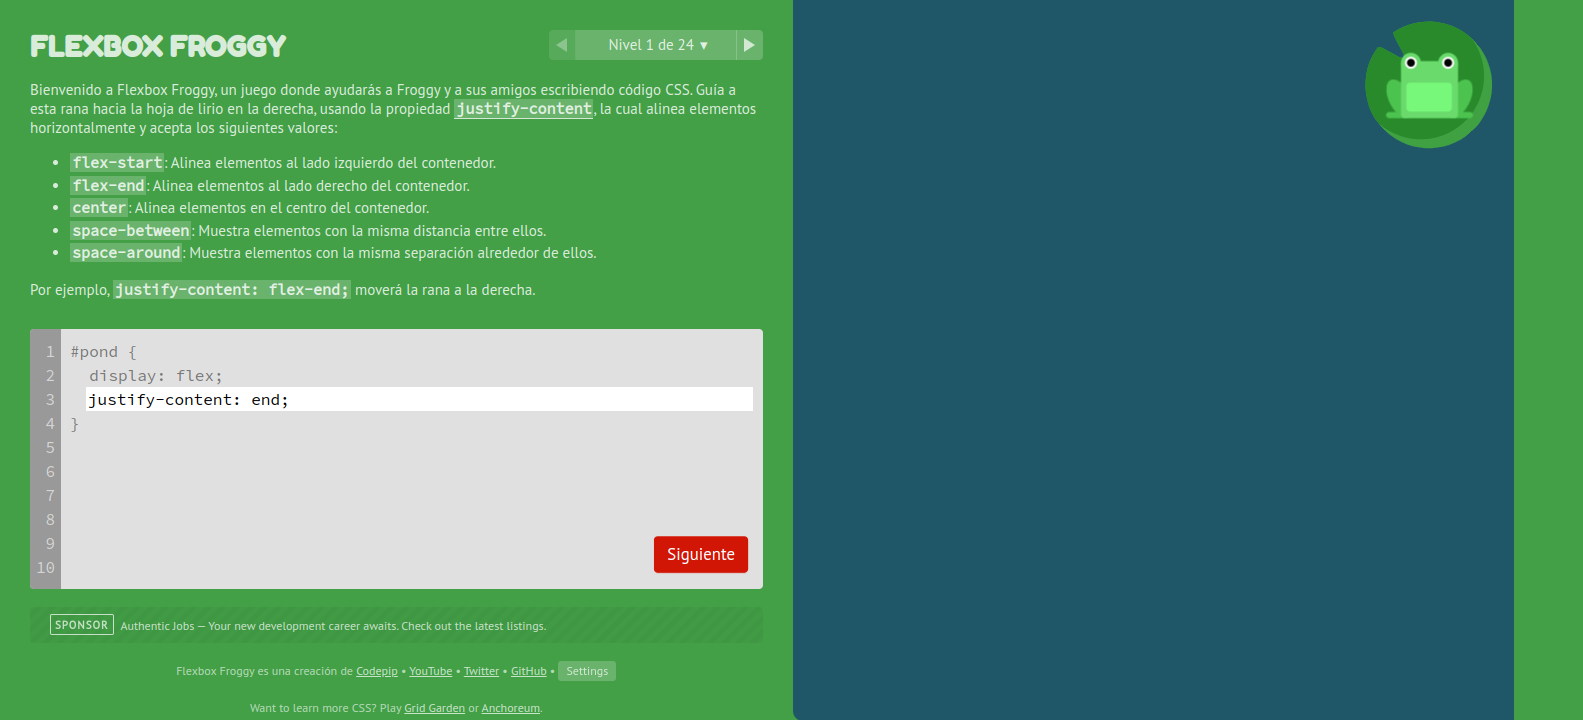 FLEXBOX FROGGY
◀ Nivel 1 de 24 ▼ ▶
Bienvenido a Flexbox Froggy, un juego donde ayudarás a Froggy y a sus amigos escribiendo código CSS. Guía a
esta rana hacia la hoja de lirio en la derecha, usando la propiedad justify-content, la cual alinea elementos
horizontalmente y acepta los siguientes valores:
• flex-start: Alinea elementos al lado izquierdo del contenedor.
• flex-end: Alinea elementos al lado derecho del contenedor.
• center: Alinea elementos en el centro del contenedor.
• space-between: Muestra elementos con la misma distancia entre ellos.
• space-around: Muestra elementos con la misma separación alrededor de ellos.
Por ejemplo, justify-content: flex-end; moverá la rana a la derecha.
1 #pond {
2 display: flex;
3 justify-content: end;
4 }
5
6
7
8
9
10
Siguiente
SPONSOR Authentic Jobs — Your new development career awaits. Check out the latest listings.
Flexbox Froggy es una creación de Codepip • YouTube • Twitter • GitHub • Settings
Want to learn more CSS? Play Grid Garden or Anchoreum.